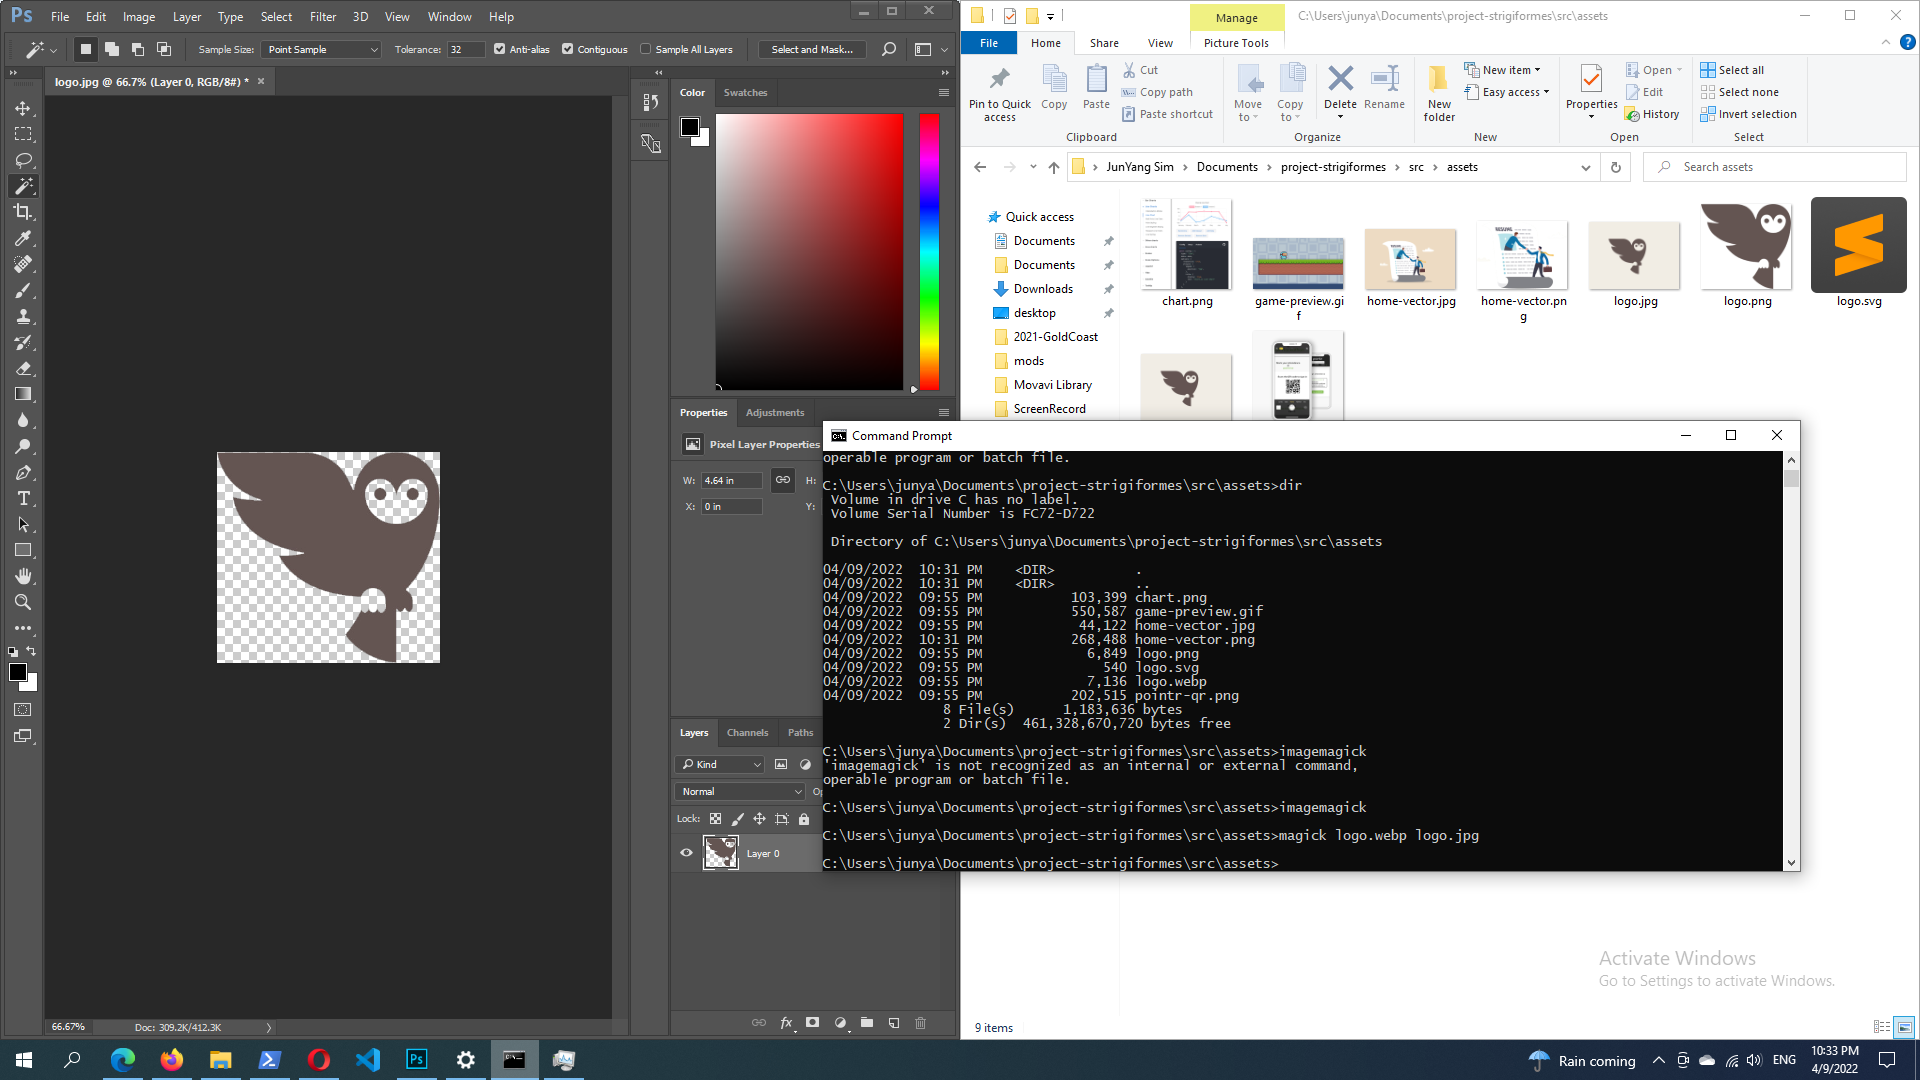 Ps File Edit Image Layer Type Select Filter 3D View Window Help
Sample Size: Point Sample Tolerance: 32 Anti-alias Contiguous Sample All Layers Select and Mask...
logo.jpg @ 66.7% (Layer 0, RGB/8#) *
Color Swatches
Properties Adjustments
Pixel Layer Properties
W: 4.64 in H:
X: 0 in Y:
Layers Channels Paths
Kind
Normal Op
Lock:
Layer 0
fx
66.67% Doc: 309.2K/412.3K
Manage C:\Users\junya\Documents\project-strigiformes\src\assets
File Home Share View Picture Tools
Pin to Quick access
Copy
Paste
Cut
Copy path
Paste shortcut
Clipboard
Move to
Copy to
Delete
Rename
Organize
New folder
New item
Easy access
New
Properties
Open
Edit
History
Open
Select all
Select none
Invert selection
Select
JunYang Sim Documents project-strigiformes src assets
Search assets
Quick access
Documents
Documents
Downloads
desktop
2021-GoldCoast
mods
Movavi Library
ScreenRecord
chart.png
game-preview.gi
f
home-vector.jpg
home-vector.pn
g
logo.jpg
logo.png
logo.svg
Command Prompt
operable program or batch file.
C:\Users\junya\Documents\project-strigiformes\src\assets>dir
Volume in drive C has no label.
Volume Serial Number is FC72-D722
Directory of C:\Users\junya\Documents\project-strigiformes\src\assets
04/09/2022 10:31 PM <DIR> .
04/09/2022 10:31 PM <DIR> ..
04/09/2022 09:55 PM 103,399 chart.png
04/09/2022 09:55 PM 550,587 game-preview.gif
04/09/2022 09:55 PM 44,122 home-vector.jpg
04/09/2022 10:31 PM 268,488 home-vector.png
04/09/2022 09:55 PM 6,849 logo.png
04/09/2022 09:55 PM 540 logo.svg
04/09/2022 09:55 PM 7,136 logo.webp
04/09/2022 09:55 PM 202,515 pointr-qr.png
8 File(s) 1,183,636 bytes
2 Dir(s) 461,328,670,720 bytes free
C:\Users\junya\Documents\project-strigiformes\src\assets>imagemagick
'imagemagick' is not recognized as an internal or external command,
operable program or batch file.
C:\Users\junya\Documents\project-strigiformes\src\assets>imagemagick
C:\Users\junya\Documents\project-strigiformes\src\assets>magick logo.webp logo.jpg
C:\Users\junya\Documents\project-strigiformes\src\assets>
Activate Windows
Go to Settings to activate Windows.
9 items
Ps
Rain coming ENG 10:33 PM
4/9/2022